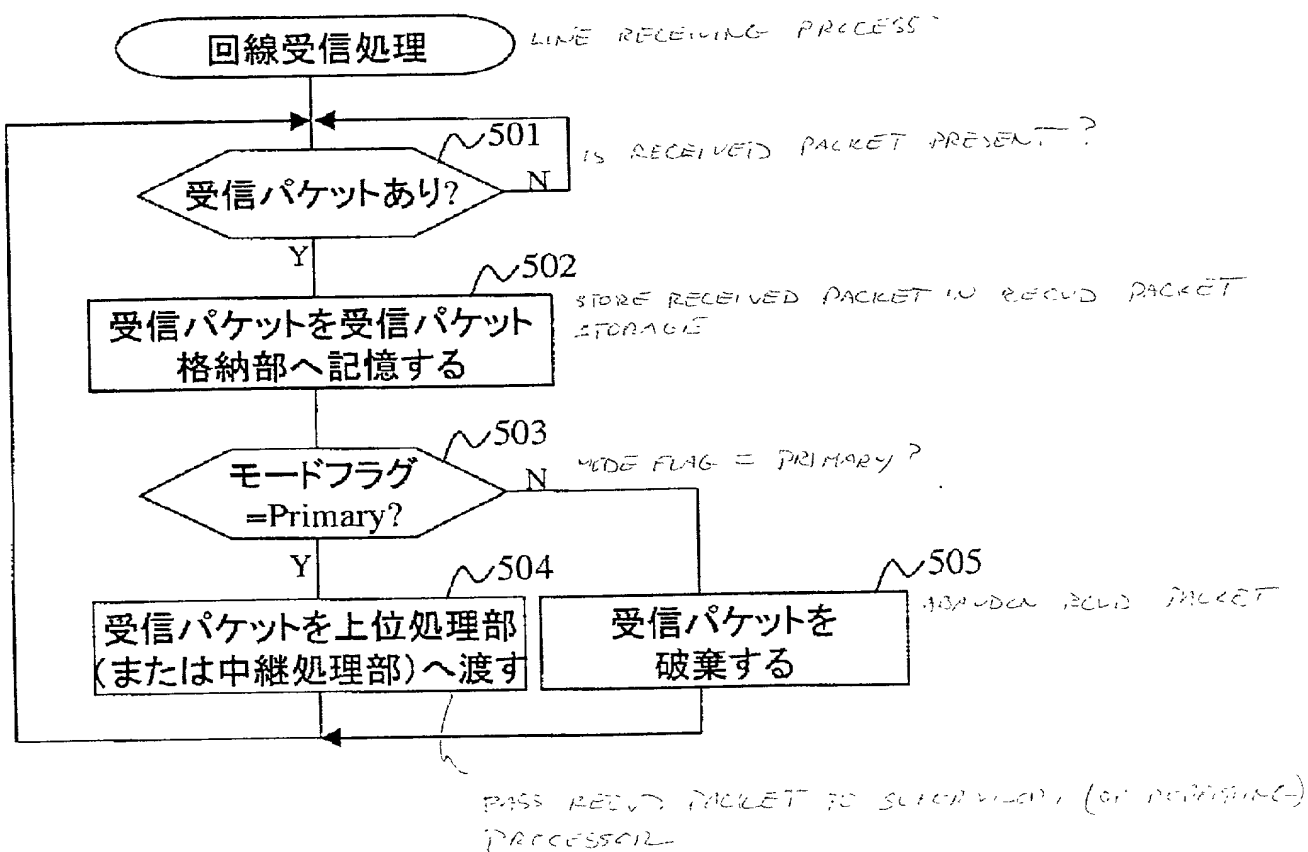 回線受信処理
LINE RECEIVING PROCESS
501
IS RECEIVED PACKET PRESENT?
受信パケットあり?
N
Y
502
STORE RECEIVED PACKET IN RECVD PACKET
STORAGE
受信パケットを受信パケット
格納部へ記憶する
503
MODE FLAG = PRIMARY?
モードフラグ
=Primary?
N
Y
504
受信パケットを上位処理部
(または中継処理部)へ渡す
505
ABANDON RCVD PACKET
受信パケットを
破棄する
PASS RECVD PACKET TO (OR
PROCESSOR